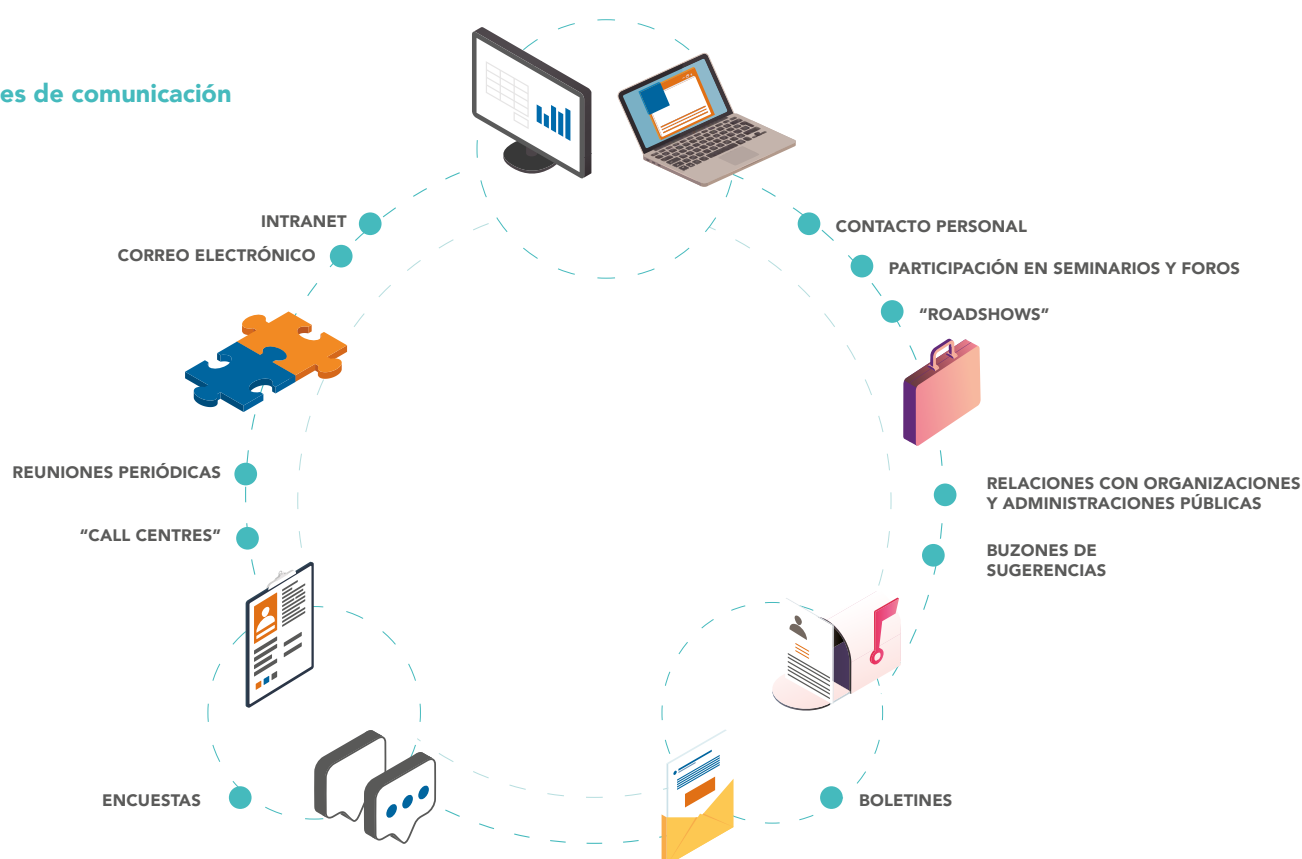 es de comunicación
INTRANET
CORREO ELECTRÓNICO
CONTACTO PERSONAL
PARTICIPACIÓN EN SEMINARIOS Y FOROS
“ROADSHOWS”
REUNIONES PERIÓDICAS
“CALL CENTRES”
RELACIONES CON ORGANIZACIONES
Y ADMINISTRACIONES PÚBLICAS
BUZONES DE
SUGERENCIAS
ENCUESTAS
BOLETINES